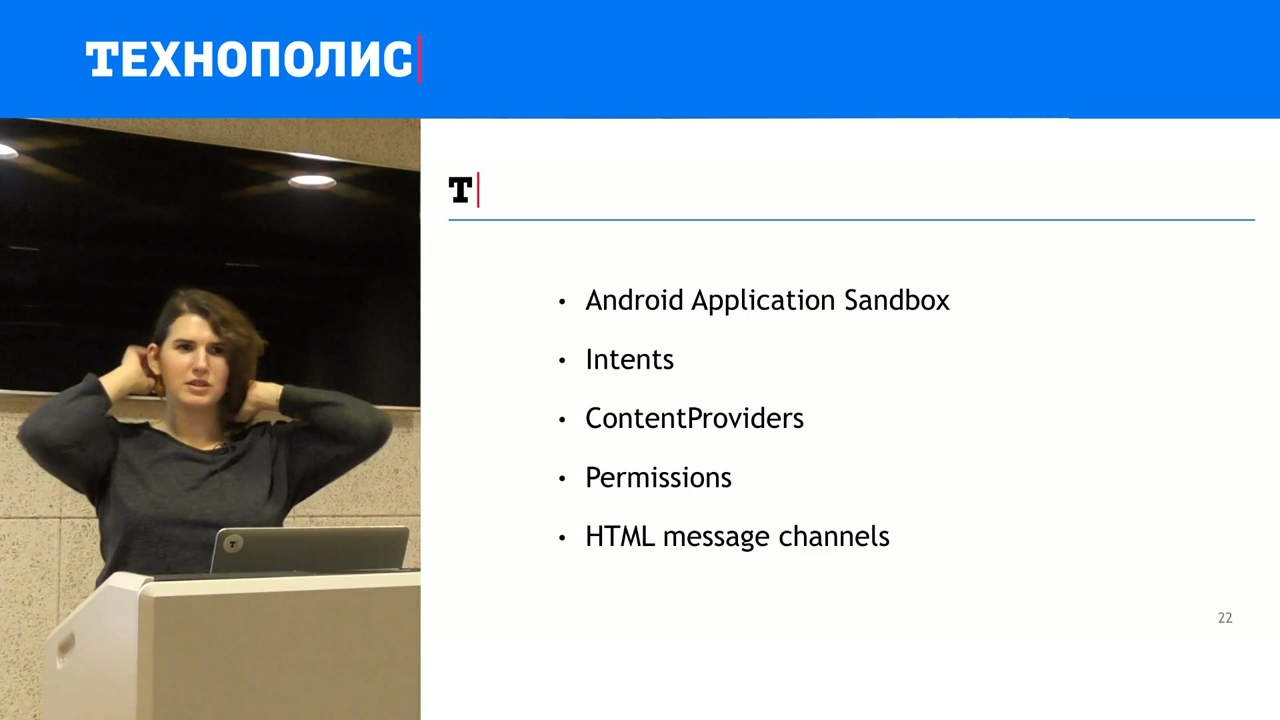 ТЕХНОПОЛИС
Т
Android Application Sandbox
Intents
ContentProviders
Permissions
HTML message channels
22
Т